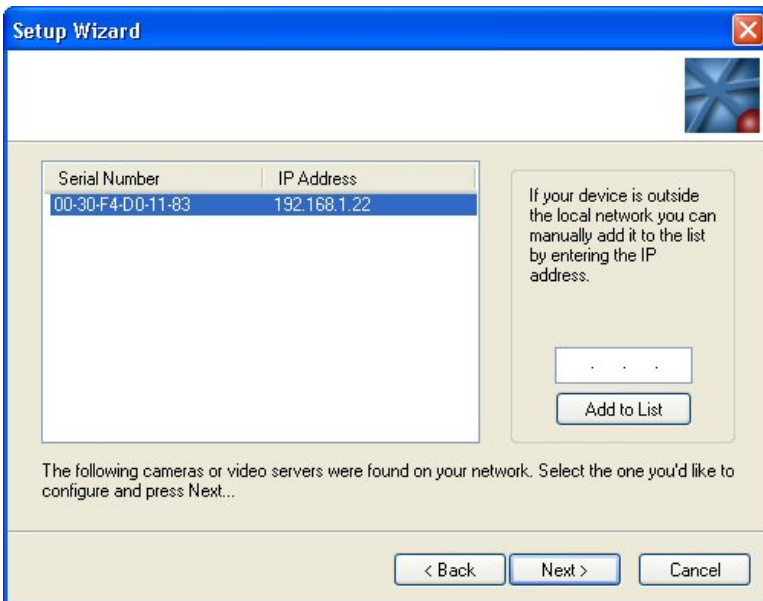 Setup Wizard
Serial Number IP Address
00-30-F4-D0-11-83 192.168.1.22
If your device is outside
the local network you can
manually add it to the list
by entering the IP
address.
. . .
Add to List
The following cameras or video servers were found on your network. Select the one you'd like to
configure and press Next...
< Back Next > Cancel